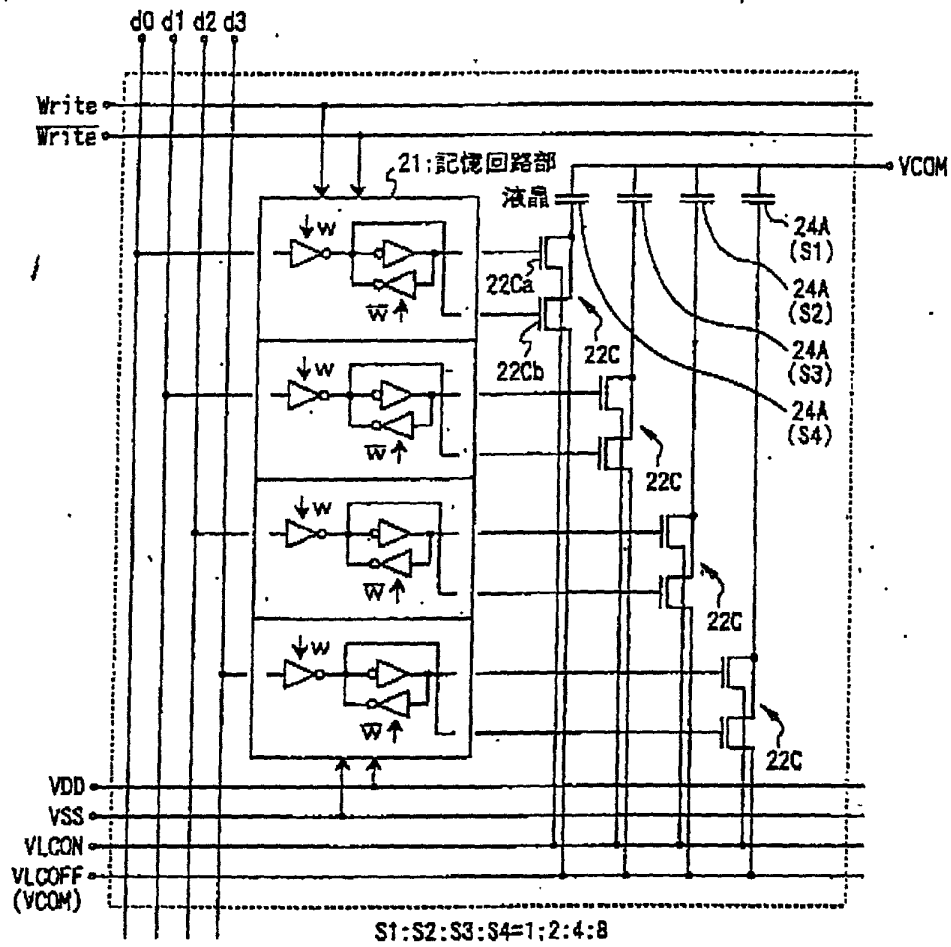 d0 d1 d2 d3
Write
Write
21:記憶回路部
VCOM
液晶
24A
(S1)
24A
(S2)
24A
(S3)
24A
(S4)
W
W
22Ca
22Cb
22C
W
W
22C
W
W
22C
W
W
22C
VDD
VSS
VLCON
VLCOFF
(VCOM)
S1:S2:S3:S4=1:2:4:8